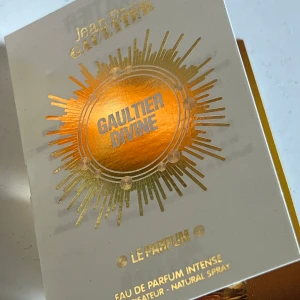 Jean Paul
GAULTIER
GAULTIER
DIVINE
LE PARFUM
EAU DE PARFUM INTENSE
NATURAL SPRAY